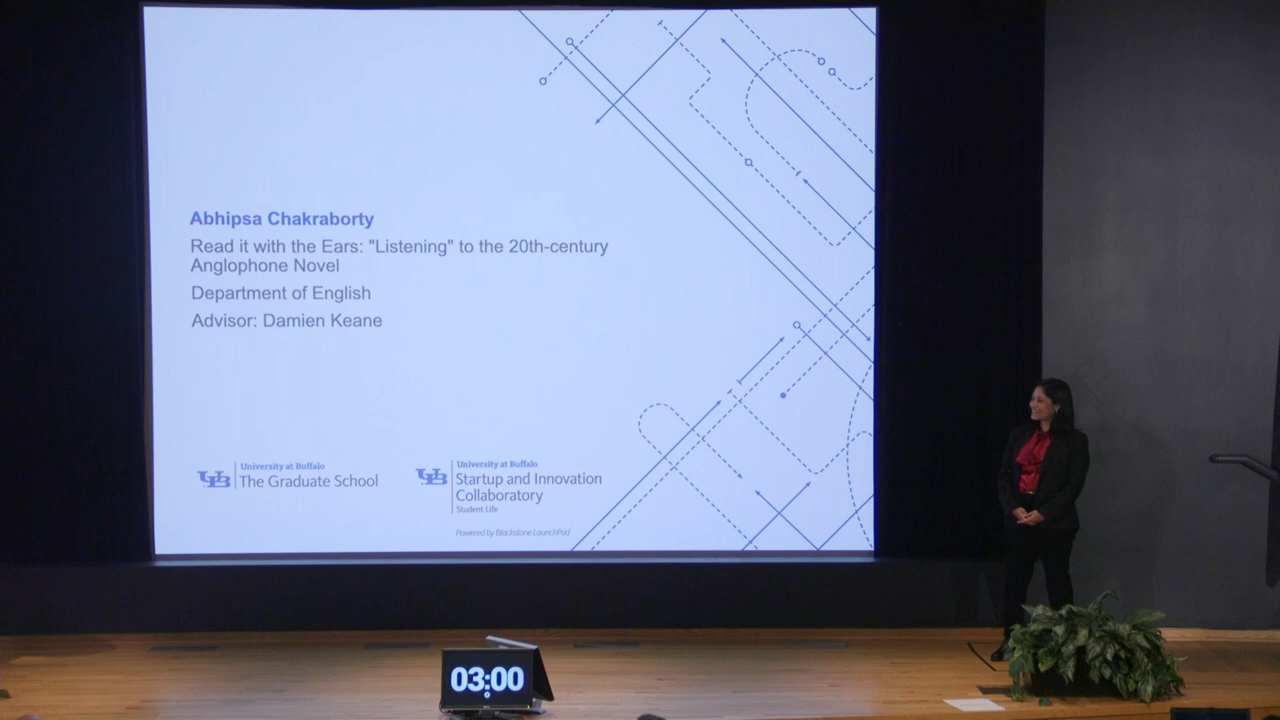 Abhipsa Chakraborty
Read it with the Ears: "Listening" to the 20th-century
Anglophone Novel
Department of English
Advisor: Damien Keane
UB
University at Buffalo
The Graduate School
UB
University at Buffalo
Startup and Innovation
Collaboratory
Student Life
Powered by Blackstone LaunchPad
03:00